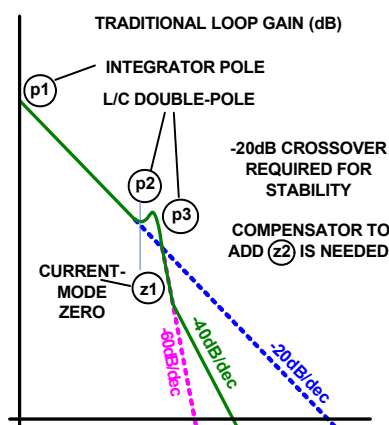 TRADITIONAL LOOP GAIN (dB)
p1
INTEGRATOR POLE
L/C DOUBLE-POLE
p2
p3
-20dB CROSSOVER
REQUIRED FOR
STABILITY
COMPENSATOR TO
ADD z2 IS NEEDED
CURRENT-
MODE
ZERO
z1
-60dB/dec
-40dB/dec
-20dB/dec